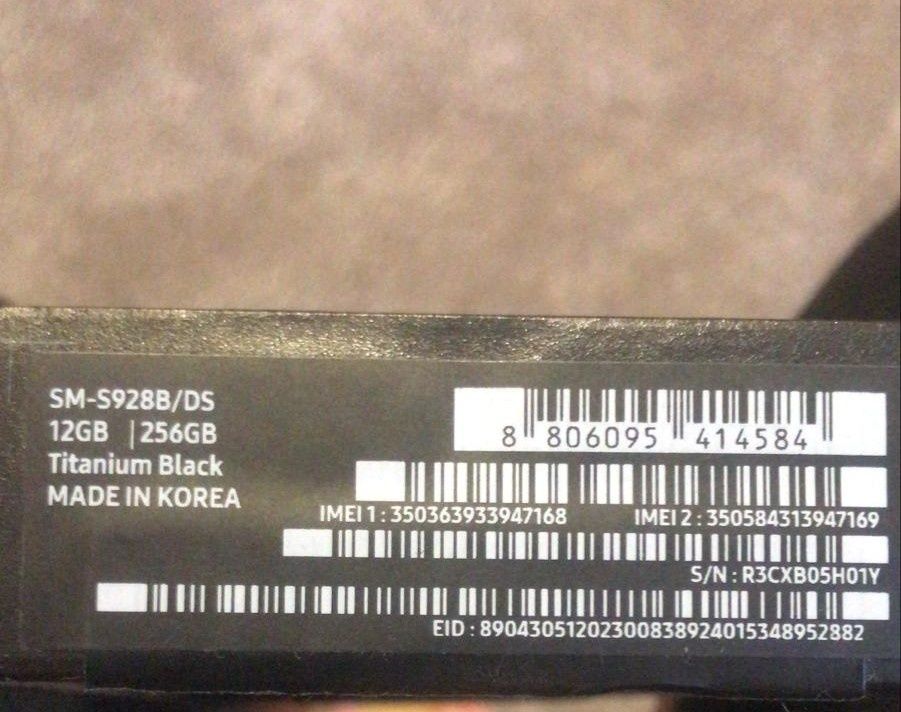 SM-S928B/DS
12GB | 256GB
Titanium Black
MADE IN KOREA
8 806095 414584
IMEI 1 : 350363933947168 IMEI 2 : 350584313947169
S/N : R3CXB05H01Y
EID : 89043051202300838924015348952882